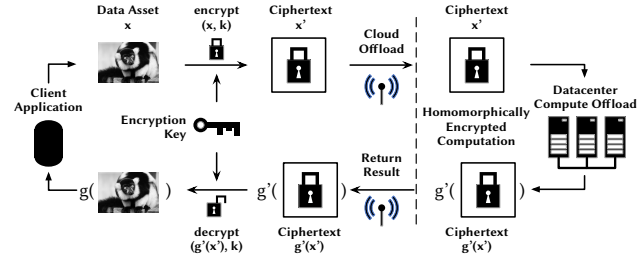 Data Asset
x
encrypt
(x, k)
Ciphertext
x'
Cloud
Offload
Ciphertext
x'
Client
Application
Encryption
Key
Homomorphically
Encrypted
Computation
Datacenter
Compute Offload
g( )
decrypt
(g'(x'), k)
g'( )
Ciphertext
g'(x')
Return
Result
g'( )
Ciphertext
g'(x')